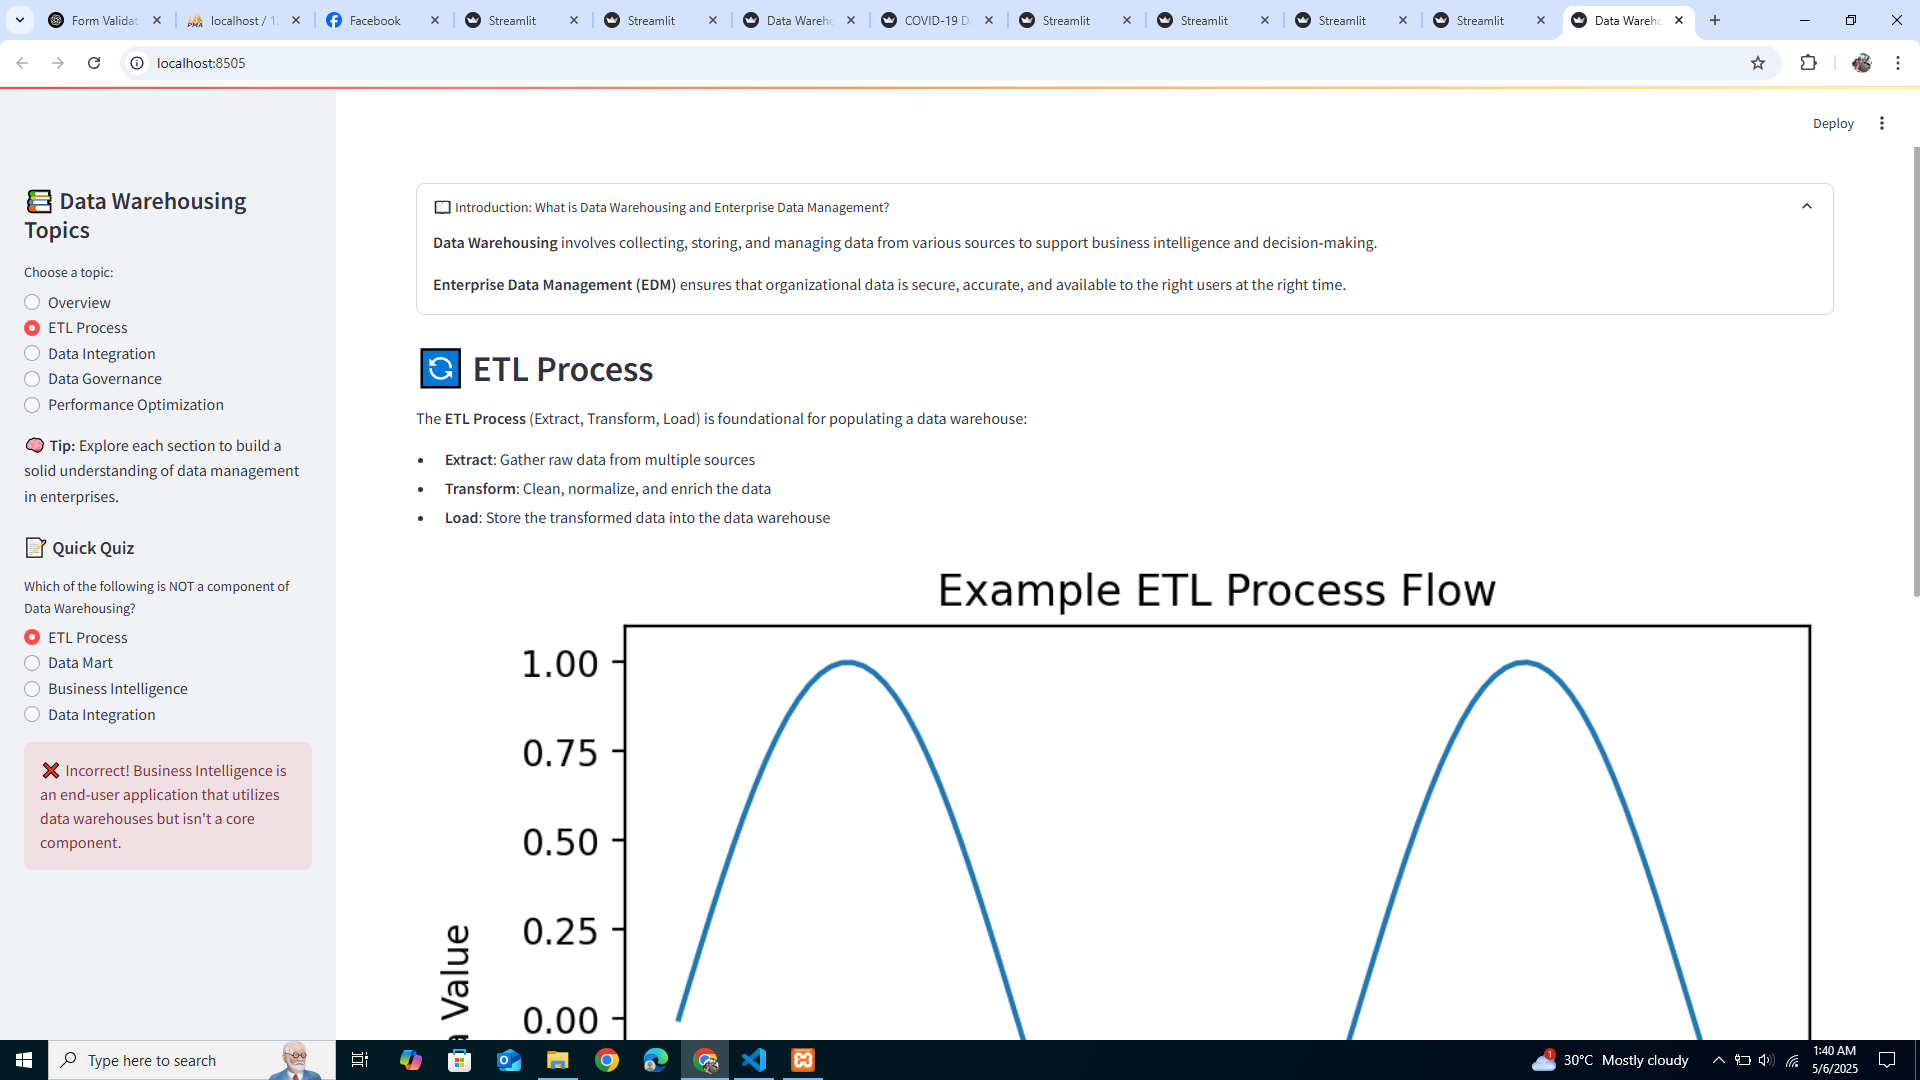 Form Validat
localhost / 12
Facebook
Streamlit
Streamlit
Data Wareho
COVID-19 D
Streamlit
Streamlit
Streamlit
Streamlit
Data Wareho
localhost:8505
Deploy
Data Warehousing
Topics
Choose a topic:
Overview
ETL Process
Data Integration
Data Governance
Performance Optimization
Tip: Explore each section to build a
solid understanding of data management
in enterprises.
Quick Quiz
Which of the following is NOT a component of
Data Warehousing?
ETL Process
Data Mart
Business Intelligence
Data Integration
Incorrect! Business Intelligence is
an end-user application that utilizes
data warehouses but isn't a core
component.
Introduction: What is Data Warehousing and Enterprise Data Management?
Data Warehousing involves collecting, storing, and managing data from various sources to support business intelligence and decision-making.
Enterprise Data Management (EDM) ensures that organizational data is secure, accurate, and available to the right users at the right time.
ETL Process
The ETL Process (Extract, Transform, Load) is foundational for populating a data warehouse:
• Extract: Gather raw data from multiple sources
• Transform: Clean, normalize, and enrich the data
• Load: Store the transformed data into the data warehouse
Example ETL Process Flow
1.00
0.75
0.50
0.25
0.00
Value
Type here to search
1
30°C Mostly cloudy
1:40 AM
5/6/2025